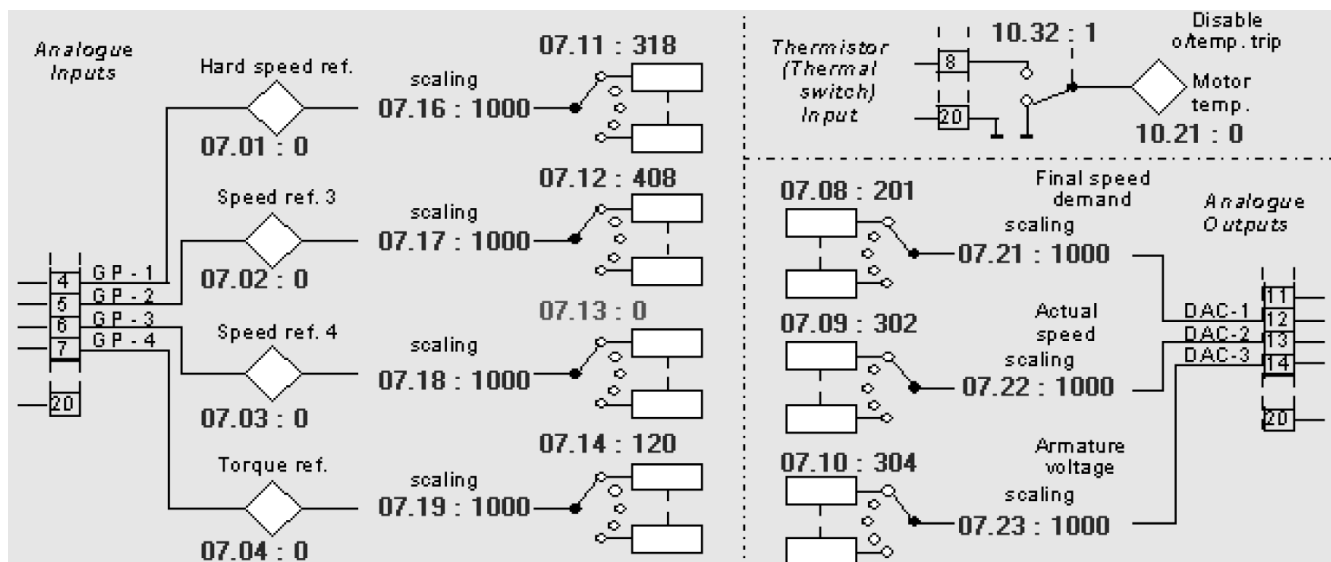 Analogue
Inputs
Hard speed ref.
07.01 : 0
scaling
07.16 : 1000
07.11 : 318
Speed ref. 3
07.02 : 0
scaling
07.17 : 1000
07.12 : 408
4
GP-1
5
GP-2
6
GP-3
7
GP-4
20
Speed ref. 4
07.03 : 0
scaling
07.18 : 1000
07.13 : 0
Torque ref.
07.04 : 0
scaling
07.19 : 1000
07.14 : 120
Thermistor
(Thermal
switch)
Input
8
20
10.32 : 1
Disable
o/temp. trip
Motor
temp.
10.21 : 0
07.08 : 201
Final speed
demand
scaling
07.21 : 1000
Analogue
Outputs
07.09 : 302
Actual
speed
scaling
07.22 : 1000
07.10 : 304
Armature
voltage
scaling
07.23 : 1000
11
DAC-1
12
DAC-2
13
DAC-3
14
20